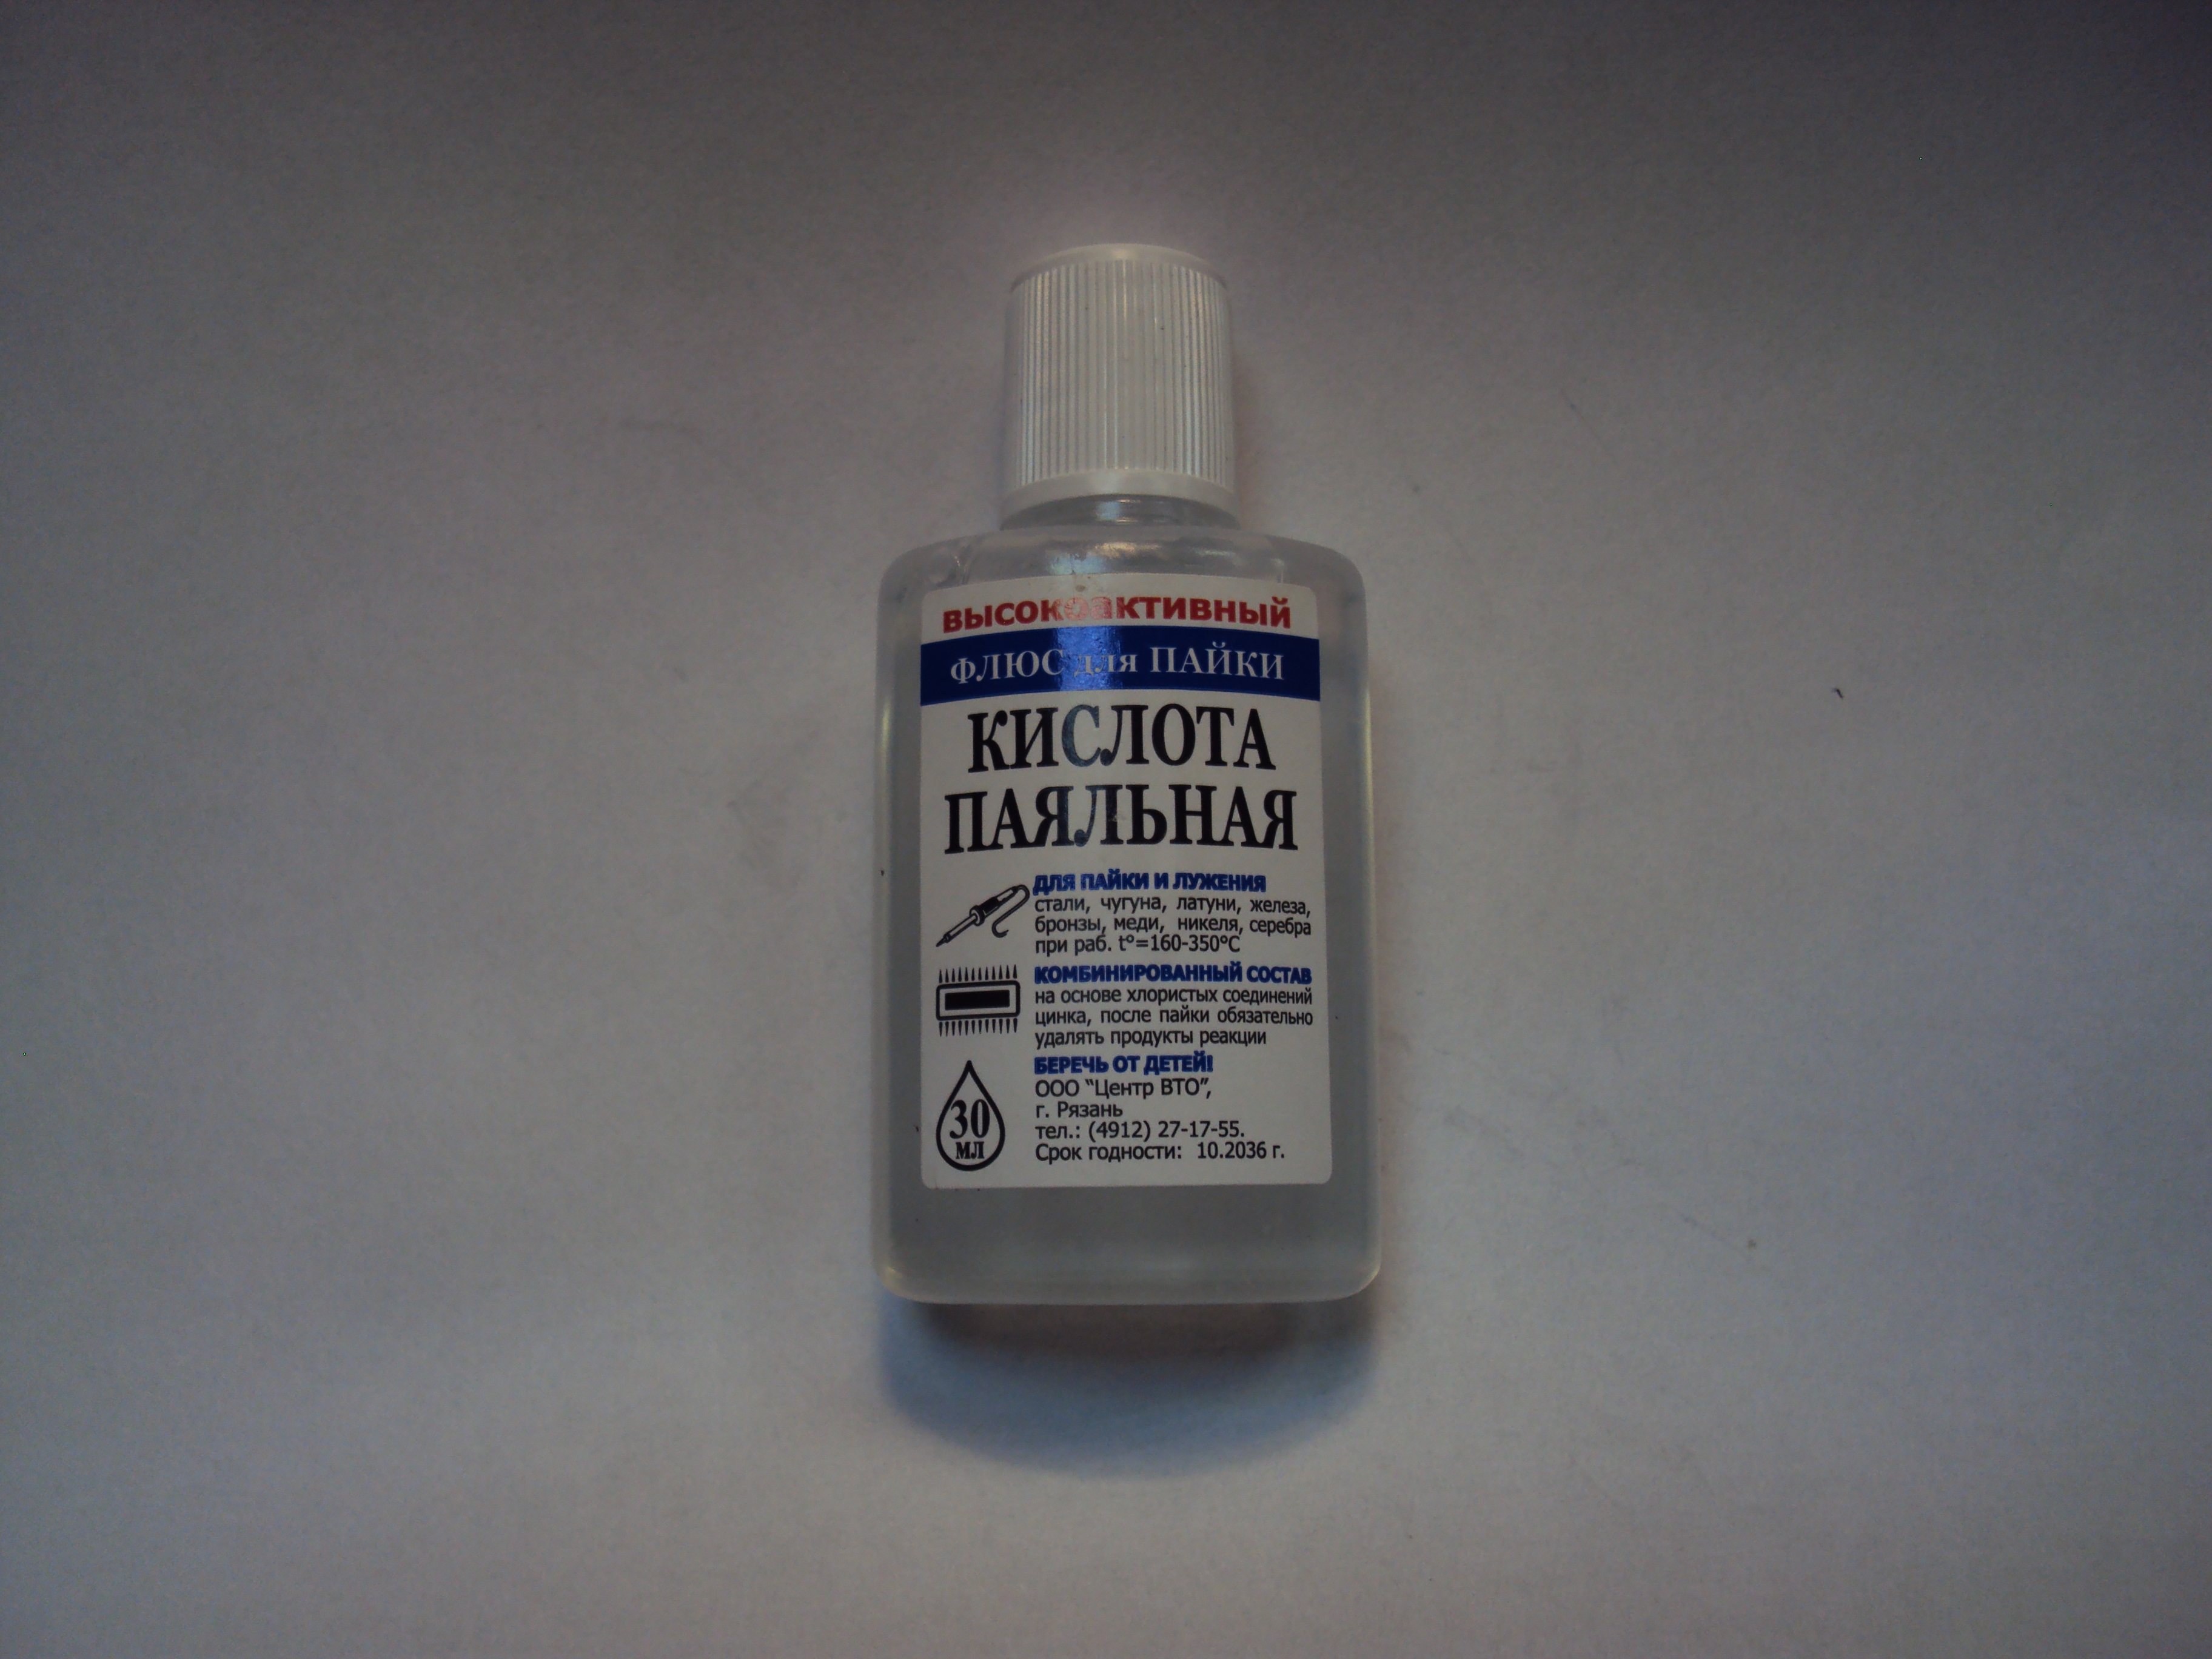 ВЫСОКОАКТИВНЫЙ
ФЛЮС для ПАЙКИ
КИСЛОТА
ПАЯЛЬНАЯ
ДЛЯ ПАЙКИ И ЛУЖЕНИЯ
стали, чугуна, латуни, железа,
бронзы, меди, никеля, серебра
при раб. t°=160-350°C
КОМБИНИРОВАННЫЙ СОСТАВ
на основе хлористых соединений
цинка, после пайки обязательно
удалять продукты реакции
БЕРЕЧЬ ОТ ДЕТЕЙ!
ООО "Центр ВТО",
г. Рязань
тел.: (4912) 27-17-55.
Срок годности: 10.2036 г.
30
МЛ